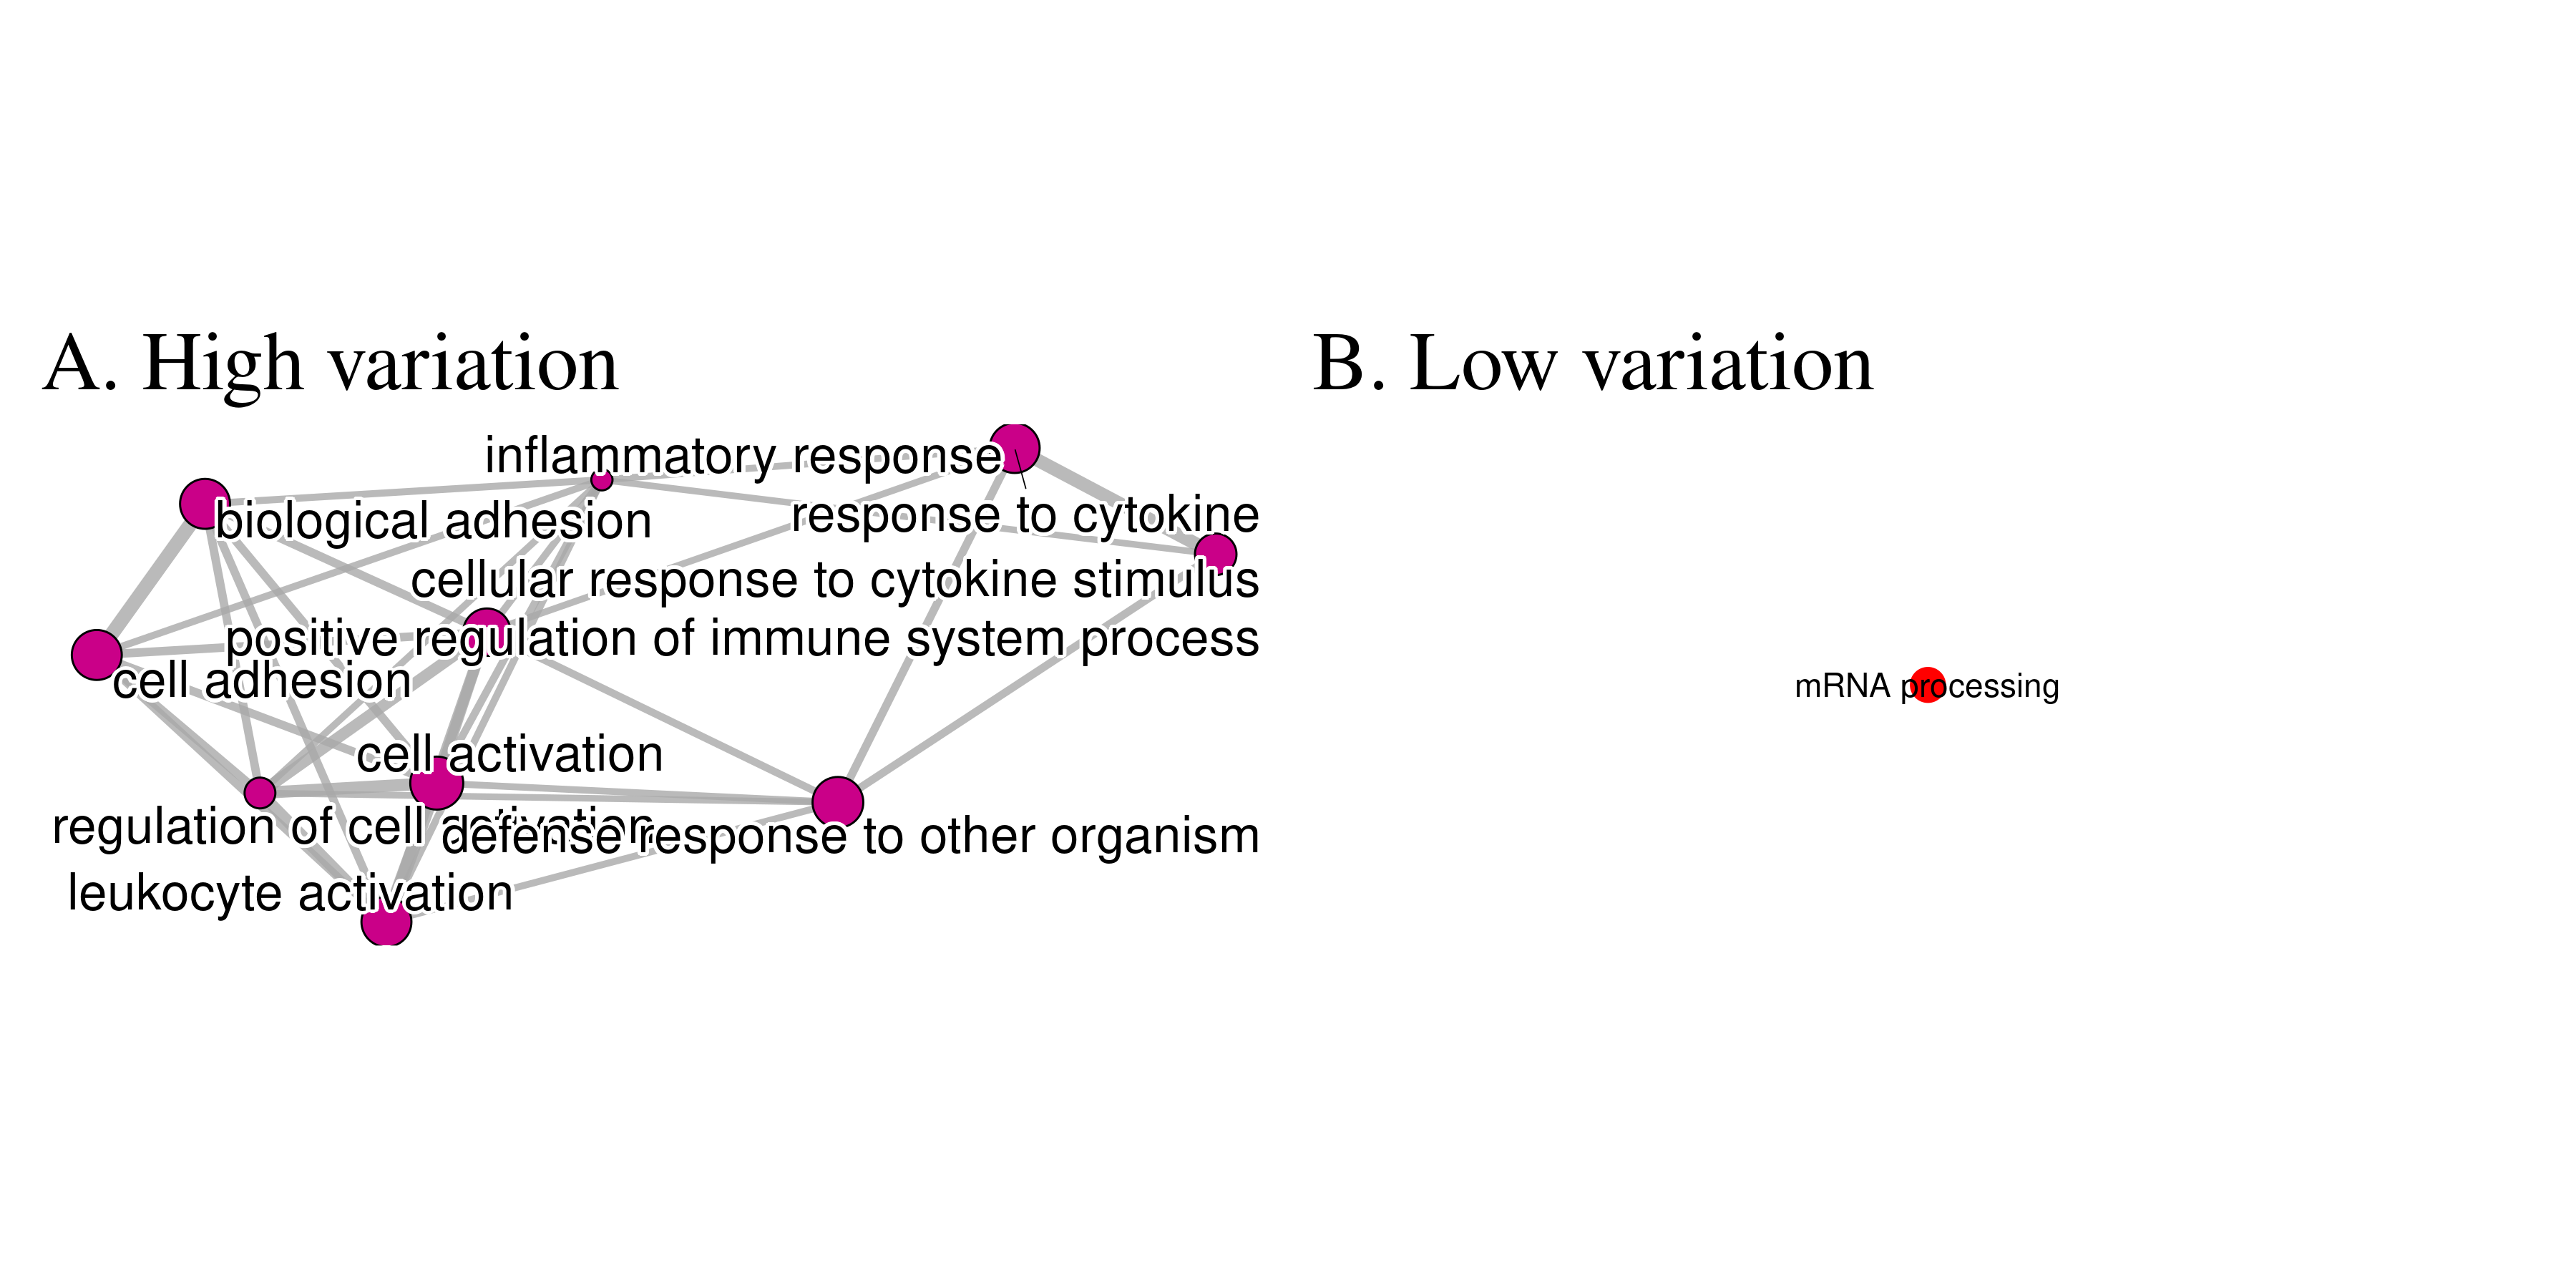 A. High variation
B. Low variation
inflammatory response
response to cytokine
biological adhesion
cellular response to cytokine stimulus
positive regulation of immune system process
cell adhesion
mRNA processing
cell activation
regulation of cell activation
defense response to other organism
leukocyte activation